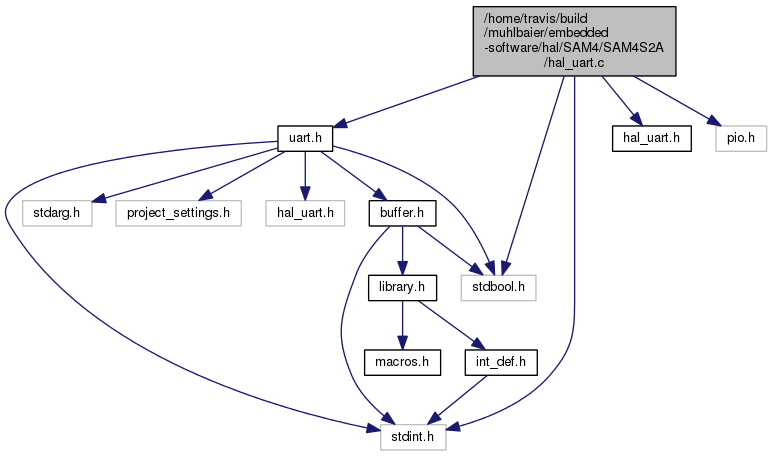 /home/travis/build
/muhlbaier/embedded
-software/hal/SAM4/SAM4S2A
/hal_uart.c
uart.h
hal_uart.h
pio.h
stdarg.h
project_settings.h
hal_uart.h
buffer.h
library.h
stdbool.h
macros.h
int_def.h
stdint.h